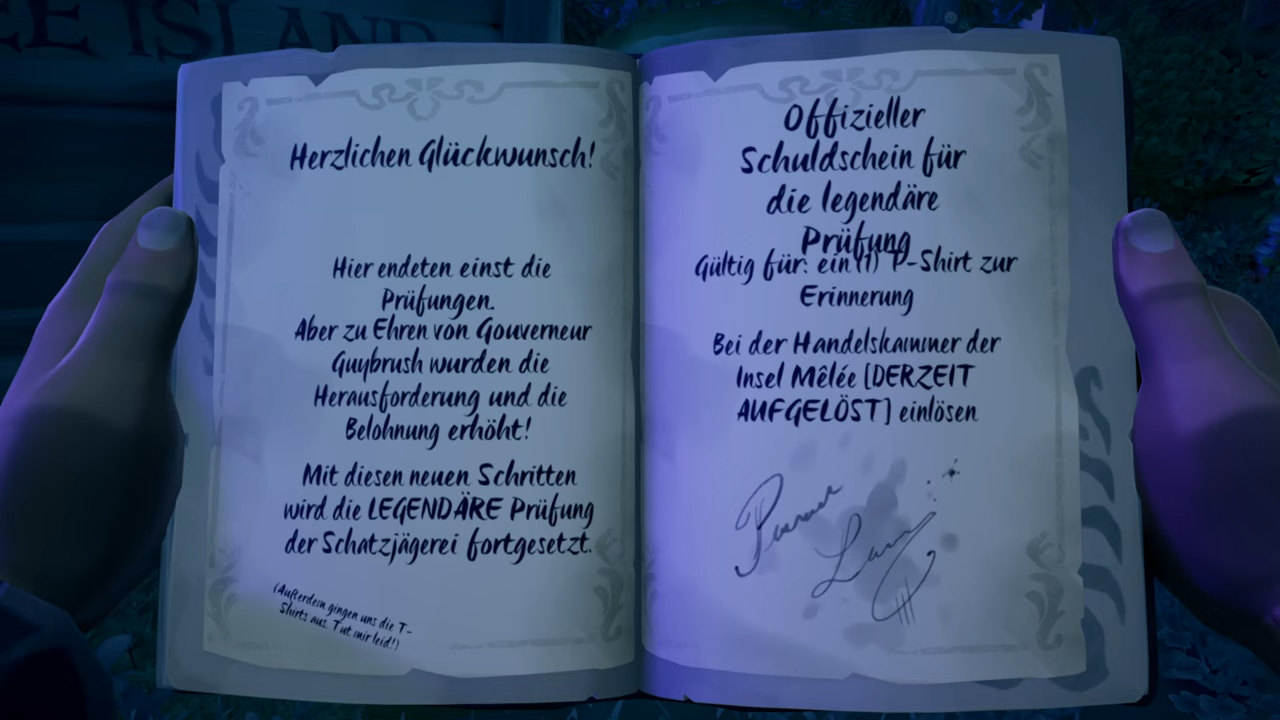 EE ISLAND
Herzlichen Glückwunsch!
Hier endeten einst die
Prüfungen.
Aber zu Ehren von Gouverneur
Guybrush wurden die
Herausforderung und die
Belohnung erhöht!
Mit diesen neuen Schritten
wird die LEGENDÄRE Prüfung
der Schatzjägerei fortgesetzt.
(Außerdem gingen uns die T-
Shirts aus. Tut mir leid!)
Offizieller
Schuldschein für
die legendäre
Prüfung
Gültig für: ein (1) T-Shirt zur
Erinnerung
Bei der Handelskammer der
Insel Mêlée [DERZEIT
AUFGELÖST] einlösen